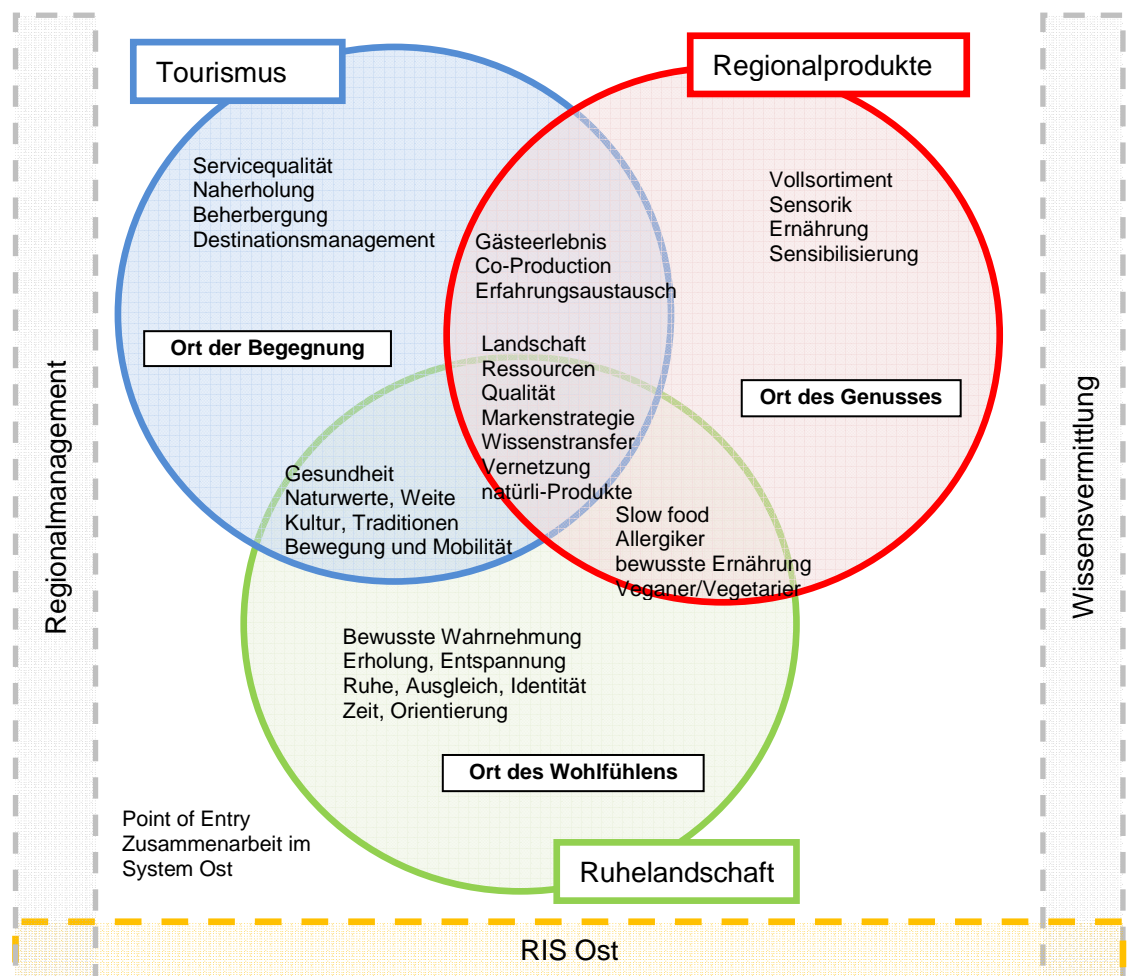 Tourismus
Regionalprodukte
Servicequalität
Naherholung
Beherbergung
Destinationsmanagement
Vollsortiment
Sensorik
Ernährung
Sensibilisierung
Gästeerlebnis
Co-Production
Erfahrungsaustausch
Ort der Begegnung
Landschaft
Ressourcen
Qualität
Markenstrategie
Wissenstransfer
Vernetzung
natürli-Produkte
Ort des Genusses
Gesundheit
Naturwerte, Weite
Kultur, Traditionen
Bewegung und Mobilität
Slow food
Allergiker
bewusste Ernährung
Veganer/Vegetarier
Bewusste Wahrnehmung
Erholung, Entspannung
Ruhe, Ausgleich, Identität
Zeit, Orientierung
Ort des Wohlfühlens
Point of Entry
Zusammenarbeit im
System Ost
Ruhelandschaft
Regionalmanagement
Wissensvermittlung
RIS Ost